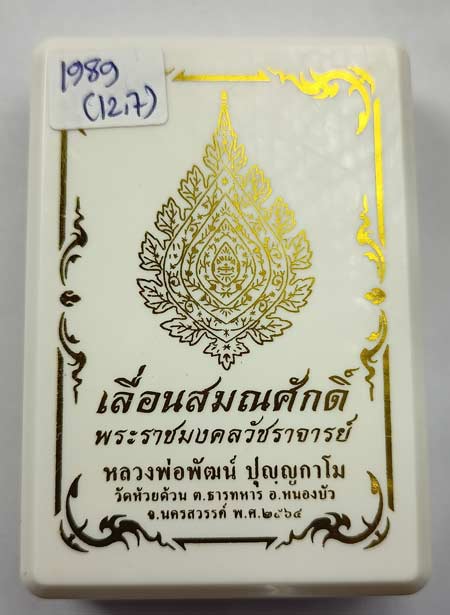 1989
(12,7)
เลื่อนสมณศักดิ์
พระราชมงคลวัชราจารย์
หลวงพ่อพัฒน์ ปุญฺญกาโม
วัดห้วยด้วน ต.ธารทหาร อ.หนองบัว
จ.นครสวรรค์ พ.ศ.๒๕๖๔